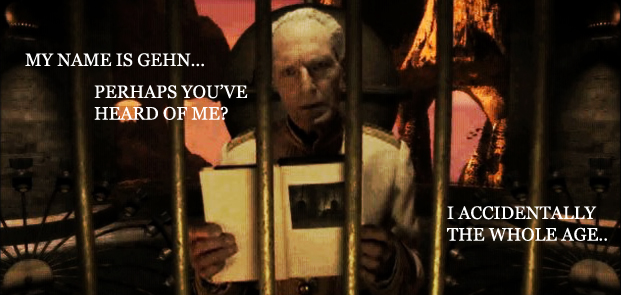 MY NAME IS GEHN...
PERHAPS YOU'VE
HEARD OF ME?
I ACCIDENTALLY
THE WHOLE AGE..